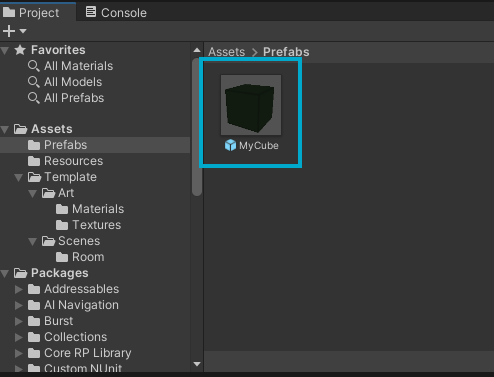 Project
Console
Favorites
All Materials
All Models
All Prefabs
Assets
Prefabs
Resources
Template
Art
Materials
Textures
Scenes
Room
Packages
Addressables
AI Navigation
Burst
Collections
Core RP Library
Custom NUnit
Assets > Prefabs
MyCube